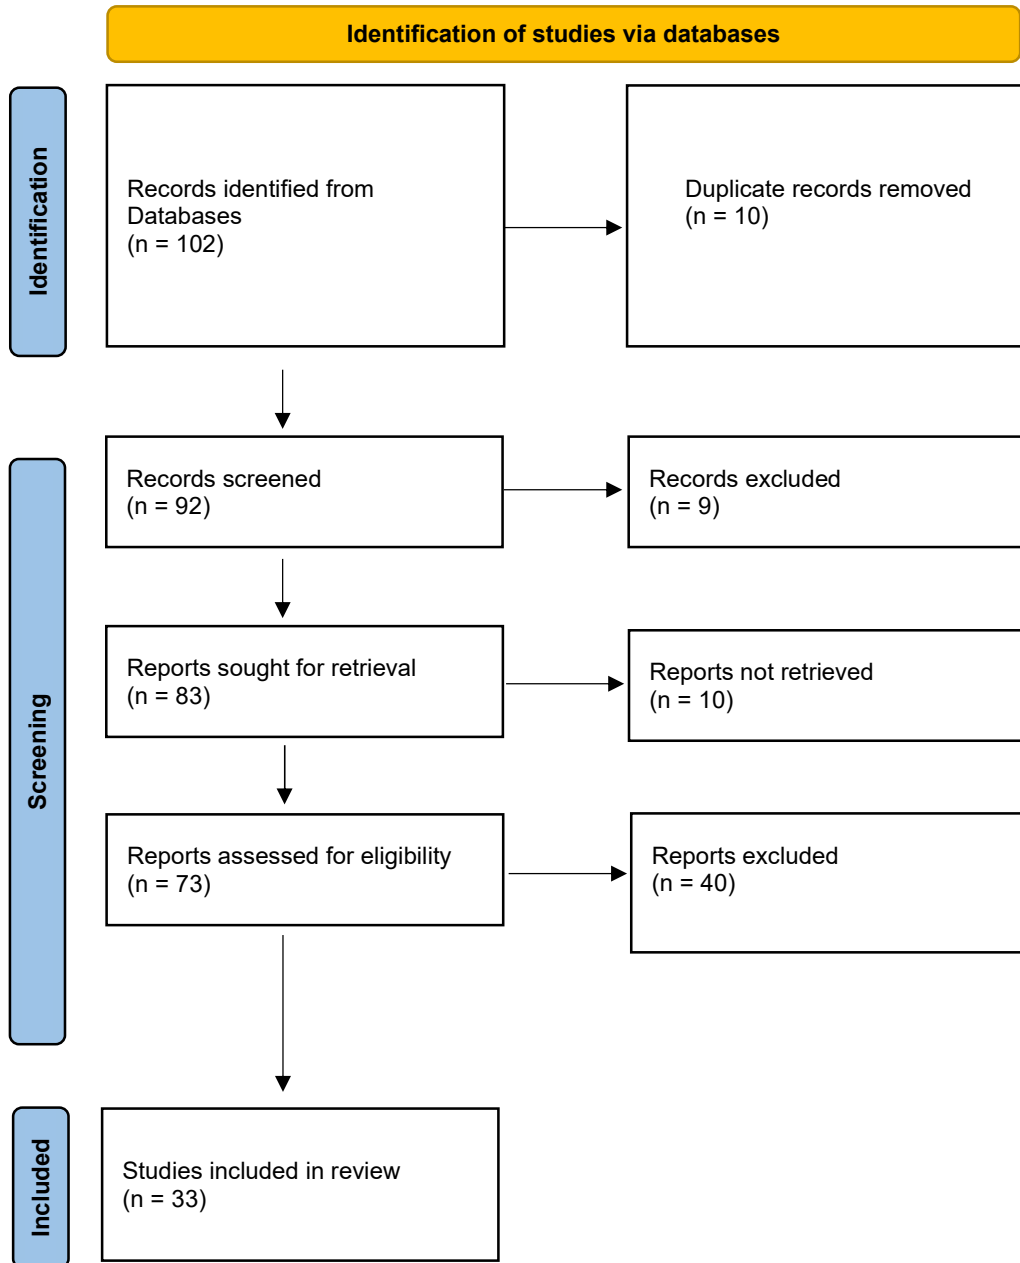 Identification of studies via databases
Identification
Records identified from
Databases
(n = 102)
Duplicate records removed
(n = 10)
Screening
Records screened
(n = 92)
Records excluded
(n = 9)
Reports sought for retrieval
(n = 83)
Reports not retrieved
(n = 10)
Reports assessed for eligibility
(n = 73)
Reports excluded
(n = 40)
Included
Studies included in review
(n = 33)